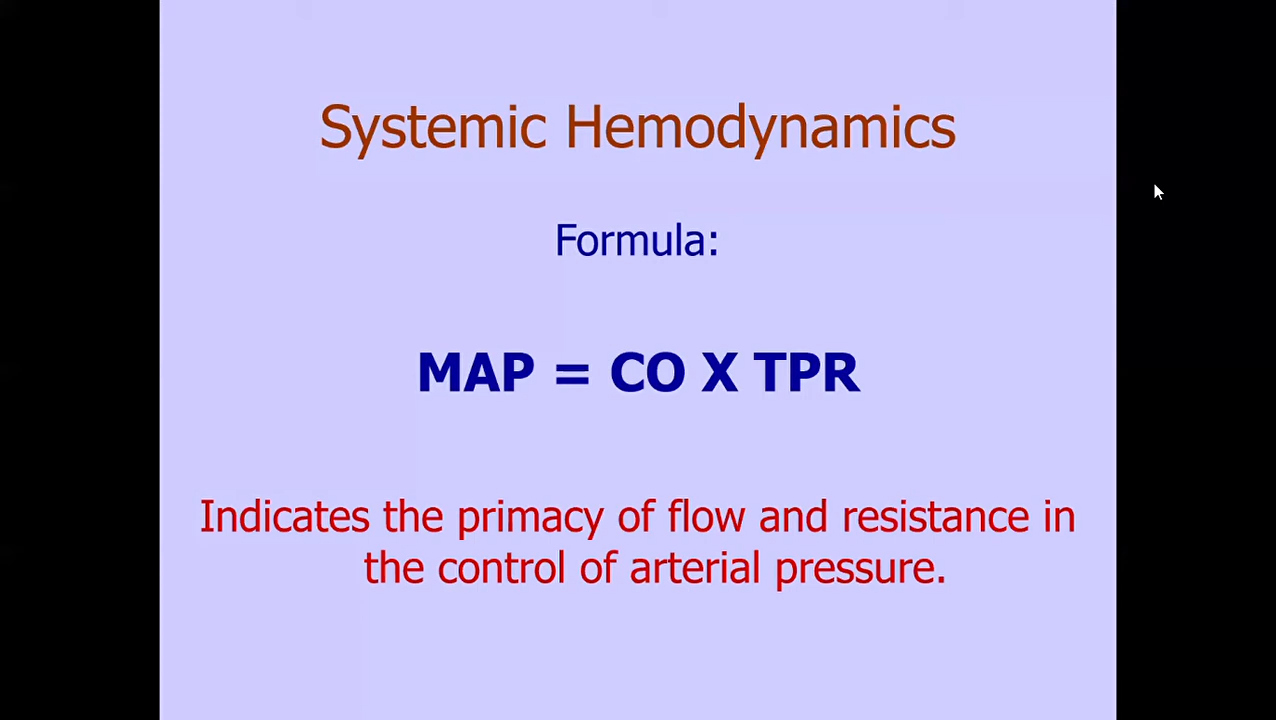 Systemic Hemodynamics
Formula:
MAP = CO X TPR
Indicates the primacy of flow and resistance in
the control of arterial pressure.